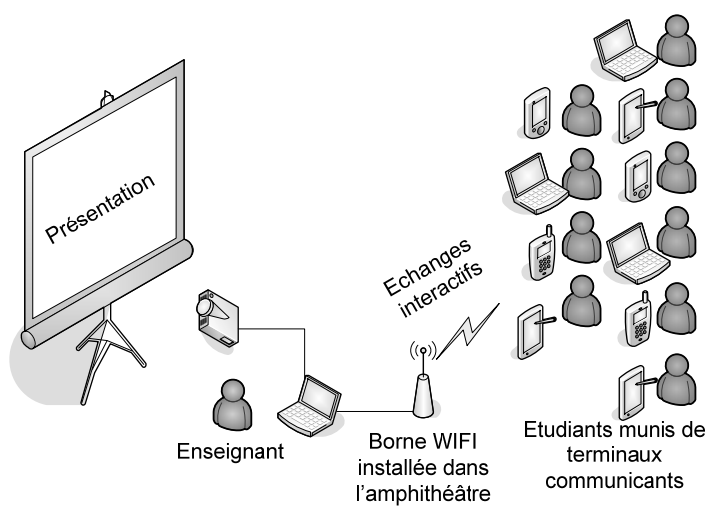 Présentation
Echanges
interactifs
Enseignant
Borne WIFI
installée dans
l'amphithéâtre
Etudiants munis de
terminaux
communicants